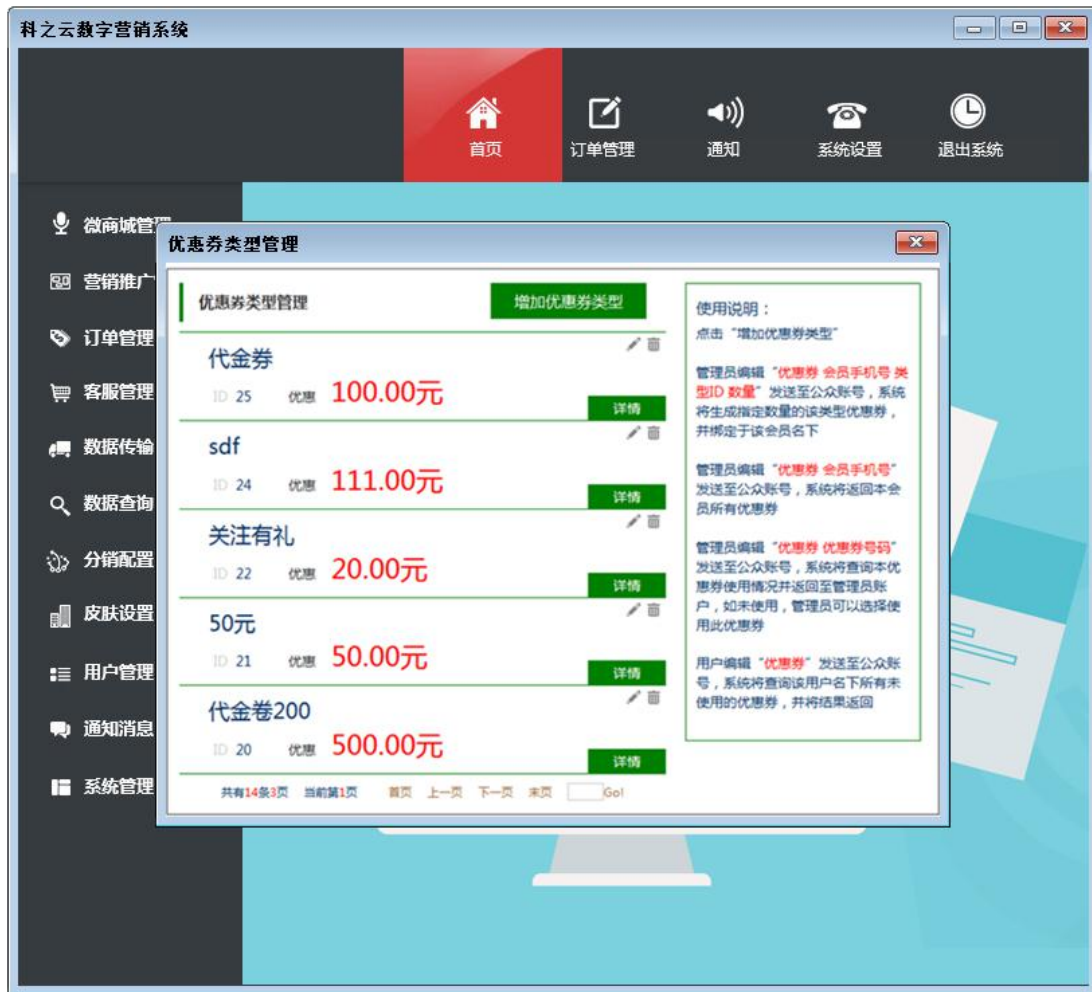 科之云数字营销系统
首页
订单管理
通知
系统设置
退出系统
微商城管理
营销推广
订单管理
客服管理
数据传输
数据查询
分销配置
皮肤设置
用户管理
通知消息
系统管理
优惠券类型管理
优惠券类型管理
增加优惠券类型
代金券
ID 25 优惠 100.00元
详情
sdf
ID 24 优惠 111.00元
详情
关注有礼
ID 22 优惠 20.00元
详情
50元
ID 21 优惠 50.00元
详情
代金卷200
ID 20 优惠 500.00元
详情
共有14条3页 当前第1页 首页 上一页 下一页 末页 Go!
使用说明：
点击“增加优惠券类型”
管理员编辑“优惠券 会员手机号 类
型ID 数量”发送至公众账号，系统
将生成指定数量的该类型优惠券，
并绑定于该会员名下
管理员编辑“优惠券 会员手机号”
发送至公众账号，系统将返回本会
员所有优惠券
管理员编辑“优惠券 优惠券号码”
发送至公众账号，系统将查询本优
惠券使用情况并返回至管理员账
户，如未使用，管理员可以选择使
用此优惠券
用户编辑“优惠券”发送至公众账
号，系统将查询该用户名下所有未
使用的优惠券，并将结果返回